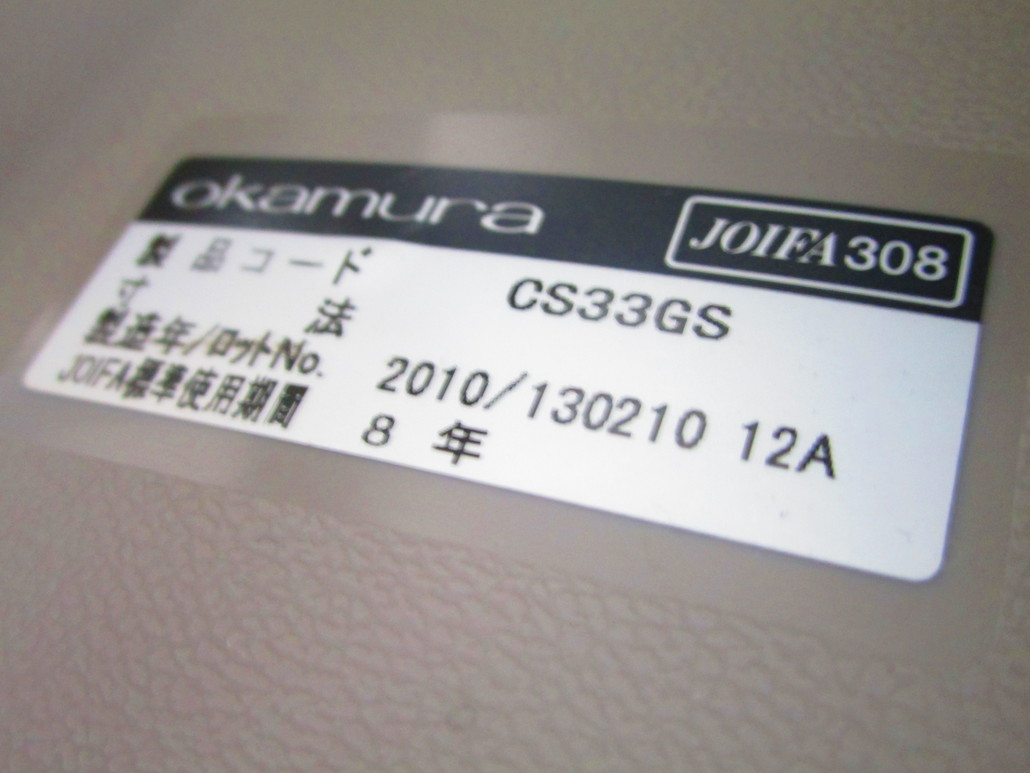 okamura JOIFA308
製品コード CS33GS
寸法
製造年/ロットNo. 2010/130210 12A
JOIFA標準使用期間 8年